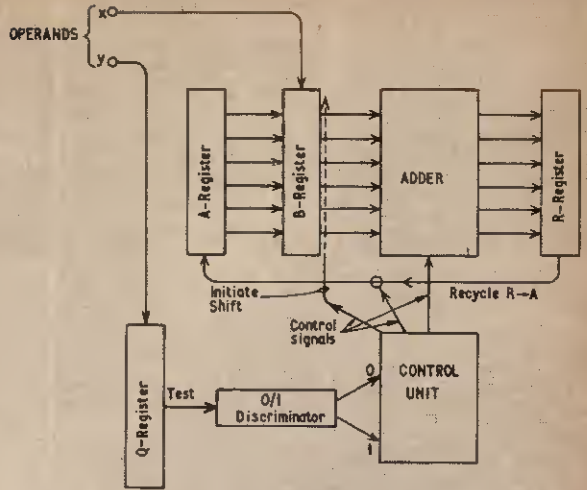 OPERANDS
x
y
A-Register
B-Register
ADDER
R-Register
Initiate
Shift
Recycle R→A
Control
signals
Q-Register
Test
0/1
Discriminator
0
1
CONTROL
UNIT